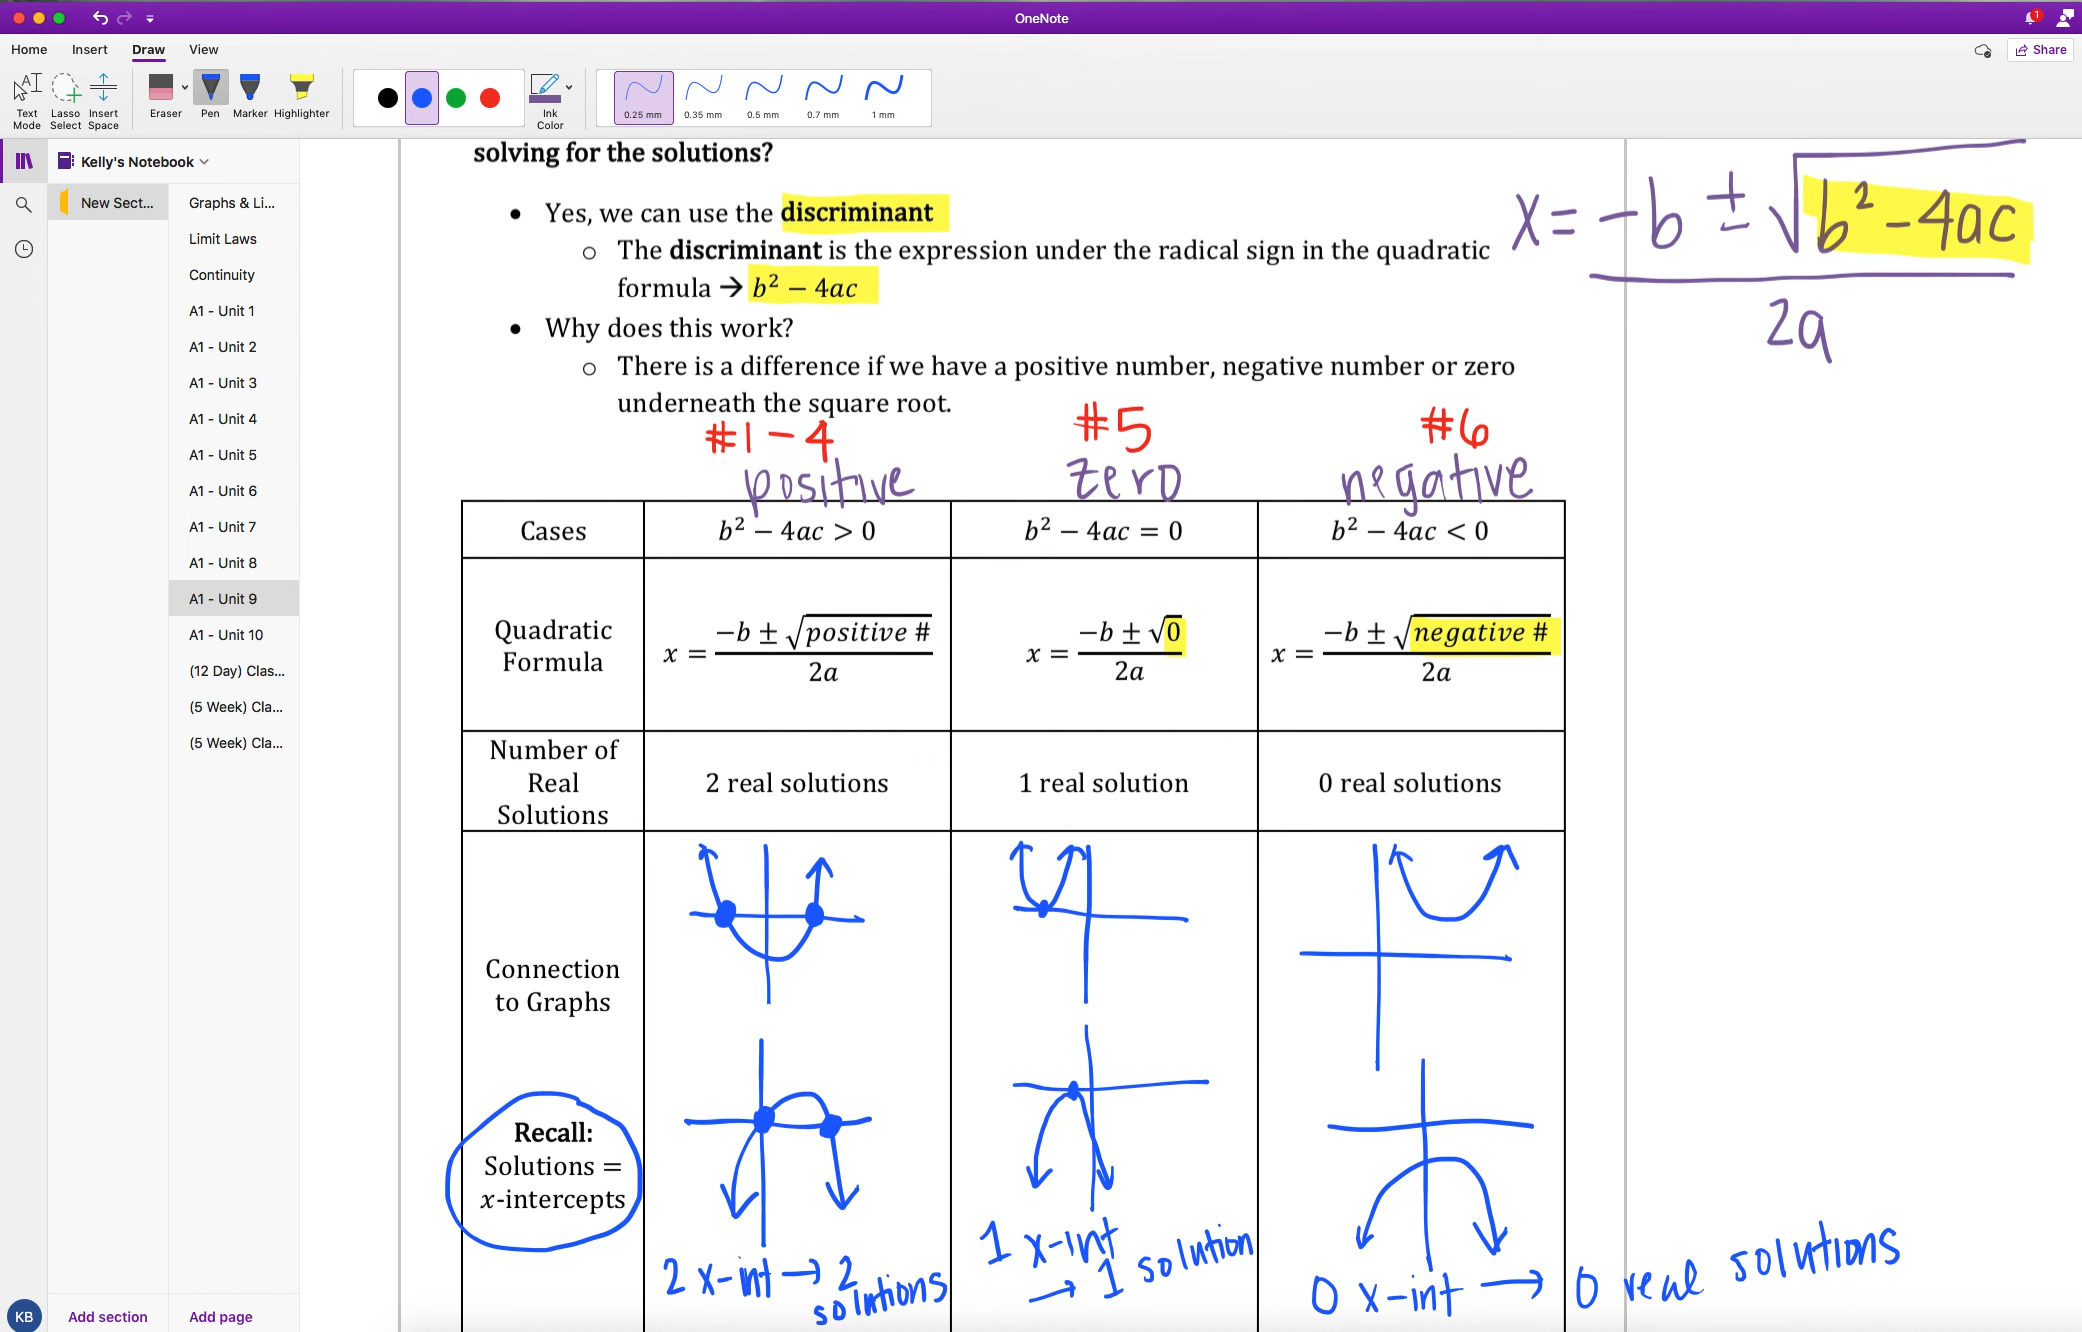 OneNote
1
Home Insert Draw View
Share
Text Mode
Lasso Select
Insert Space
Eraser
Pen
Marker
Highlighter
Ink Color
0.25 mm
0.35 mm
0.5 mm
0.7 mm
1 mm
Kelly's Notebook
New Sect...
Graphs & Li...
Limit Laws
Continuity
A1 - Unit 1
A1 - Unit 2
A1 - Unit 3
A1 - Unit 4
A1 - Unit 5
A1 - Unit 6
A1 - Unit 7
A1 - Unit 8
A1 - Unit 9
A1 - Unit 10
(12 Day) Clas...
(5 Week) Cla...
(5 Week) Cla...
KB
Add section
Add page
solving for the solutions?
• Yes, we can use the discriminant
o The discriminant is the expression under the radical sign in the quadratic
formula → b² – 4ac
• Why does this work?
o There is a difference if we have a positive number, negative number or zero
underneath the square root.
x = -b ± √b² - 4ac
2a
#1 - 4 #5 #6
positive zero negative
Cases b² – 4ac > 0 b² – 4ac = 0 b² – 4ac < 0
Quadratic
Formula
x = −b ± √positive #
2a
x = −b ± √0
2a
x = −b ± √negative #
2a
Number of
Real
Solutions
2 real solutions 1 real solution 0 real solutions
Connection
to Graphs
Recall:
Solutions =
x-intercepts
2 x-int → 2
solutions
1 x-int
→ 1 solution
0 x-int → 0 real solutions